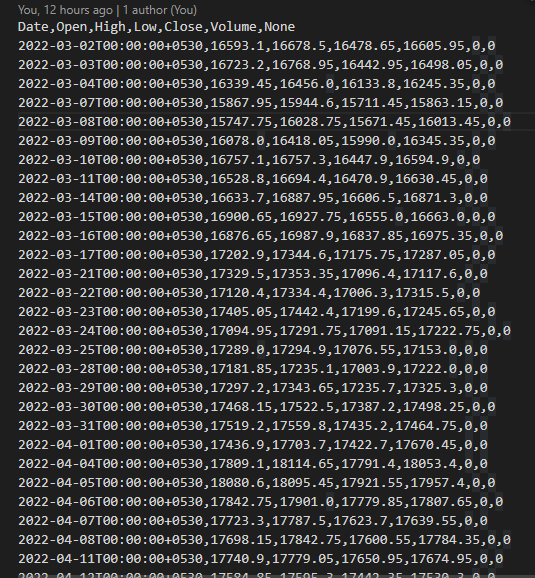 You, 12 hours ago | 1 author (You)
Date,Open,High,Low,Close,Volume,None
2022-03-02T00:00:00+0530,16593.1,16678.5,16478.65,16605.95,0,0
2022-03-03T00:00:00+0530,16723.2,16768.95,16442.95,16498.05,0,0
2022-03-04T00:00:00+0530,16339.45,16456.0,16133.8,16245.35,0,0
2022-03-07T00:00:00+0530,15867.95,15944.6,15711.45,15863.15,0,0
2022-03-08T00:00:00+0530,15747.75,16028.75,15671.45,16013.45,0,0
2022-03-09T00:00:00+0530,16078.0,16418.05,15990.0,16345.35,0,0
2022-03-10T00:00:00+0530,16757.1,16757.3,16447.9,16594.9,0,0
2022-03-11T00:00:00+0530,16528.8,16694.4,16470.9,16630.45,0,0
2022-03-14T00:00:00+0530,16633.7,16887.95,16606.5,16871.3,0,0
2022-03-15T00:00:00+0530,16900.65,16927.75,16555.0,16663.0,0,0
2022-03-16T00:00:00+0530,16876.65,16987.9,16837.85,16975.35,0,0
2022-03-17T00:00:00+0530,17202.9,17344.6,17175.75,17287.05,0,0
2022-03-21T00:00:00+0530,17329.5,17353.35,17096.4,17117.6,0,0
2022-03-22T00:00:00+0530,17120.4,17334.4,17006.3,17315.5,0,0
2022-03-23T00:00:00+0530,17405.05,17442.4,17199.6,17245.65,0,0
2022-03-24T00:00:00+0530,17094.95,17291.75,17091.15,17222.75,0,0
2022-03-25T00:00:00+0530,17289.0,17294.9,17076.55,17153.0,0,0
2022-03-28T00:00:00+0530,17181.85,17235.1,17003.9,17222.0,0,0
2022-03-29T00:00:00+0530,17297.2,17343.65,17235.7,17325.3,0,0
2022-03-30T00:00:00+0530,17468.15,17522.5,17387.2,17498.25,0,0
2022-03-31T00:00:00+0530,17519.2,17559.8,17435.2,17464.75,0,0
2022-04-01T00:00:00+0530,17436.9,17703.7,17422.7,17670.45,0,0
2022-04-04T00:00:00+0530,17809.1,18114.65,17791.4,18053.4,0,0
2022-04-05T00:00:00+0530,18080.6,18095.45,17921.55,17957.4,0,0
2022-04-06T00:00:00+0530,17842.75,17901.0,17779.85,17807.65,0,0
2022-04-07T00:00:00+0530,17723.3,17787.5,17623.7,17639.55,0,0
2022-04-08T00:00:00+0530,17698.15,17842.75,17600.55,17784.35,0,0
2022-04-11T00:00:00+0530,17740.9,17779.05,17650.95,17674.95,0,0
2022-04-12T00:00:00+0530,17584.85,17595.3,17442.35,17530.3,0,0